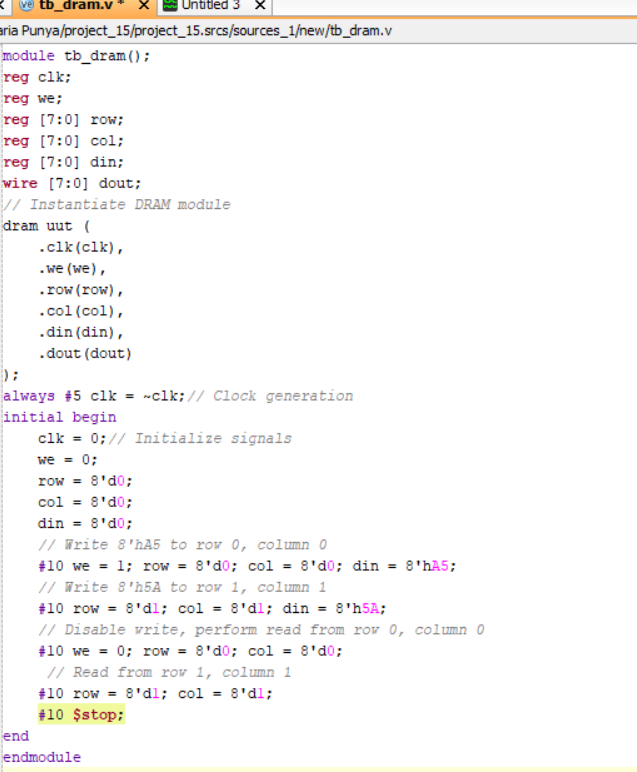 tb_dram.v * X Untitled 3 X
aria Punya/project_15/project_15.srcs/sources_1/new/tb_dram.v
module tb_dram();
reg clk;
reg we;
reg [7:0] row;
reg [7:0] col;
reg [7:0] din;
wire [7:0] dout;
// Instantiate DRAM module
dram uut (
    .clk(clk),
    .we(we),
    .row(row),
    .col(col),
    .din(din),
    .dout(dout)
);
always #5 clk = ~clk;// Clock generation
initial begin
    clk = 0;// Initialize signals
    we = 0;
    row = 8'd0;
    col = 8'd0;
    din = 8'd0;
    // Write 8'hA5 to row 0, column 0
    #10 we = 1; row = 8'd0; col = 8'd0; din = 8'hA5;
    // Write 8'h5A to row 1, column 1
    #10 row = 8'd1; col = 8'd1; din = 8'h5A;
    // Disable write, perform read from row 0, column 0
    #10 we = 0; row = 8'd0; col = 8'd0;
     // Read from row 1, column 1
    #10 row = 8'd1; col = 8'd1;
    #10 $stop;
end
endmodule